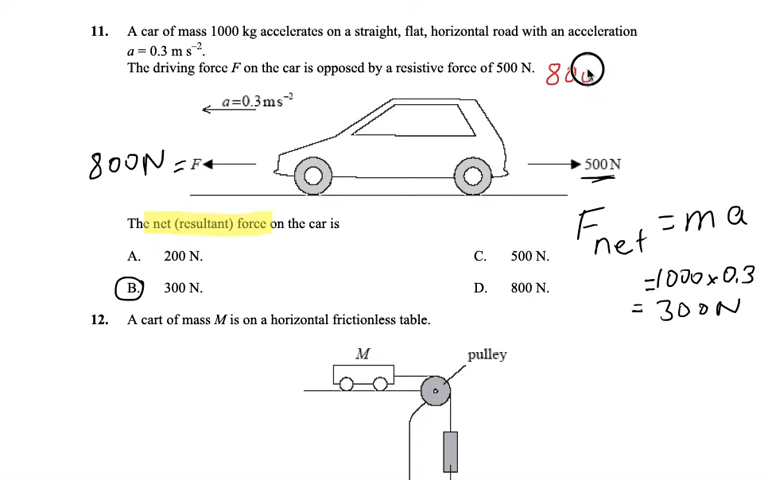 11. A car of mass 1000 kg accelerates on a straight, flat, horizontal road with an acceleration
a = 0.3 m s⁻².
The driving force F on the car is opposed by a resistive force of 500 N.
a=0.3ms⁻²
800N = F
500N
The net (resultant) force on the car is
F net = m a
A. 200 N.
C. 500 N.
=1000 x 0.3
B. 300 N.
D. 800 N.
= 300N
12. A cart of mass M is on a horizontal frictionless table.
M
pulley